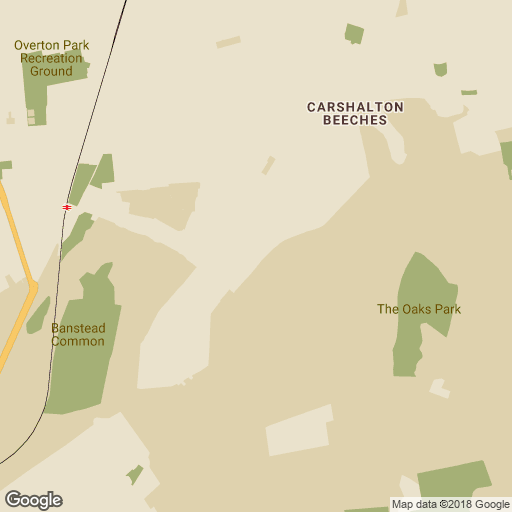 Overton Park
Recreation
Ground
CARSHALTON
BEECHES
The Oaks Park
Banstead
Common
Google
Map data ©2018 Google